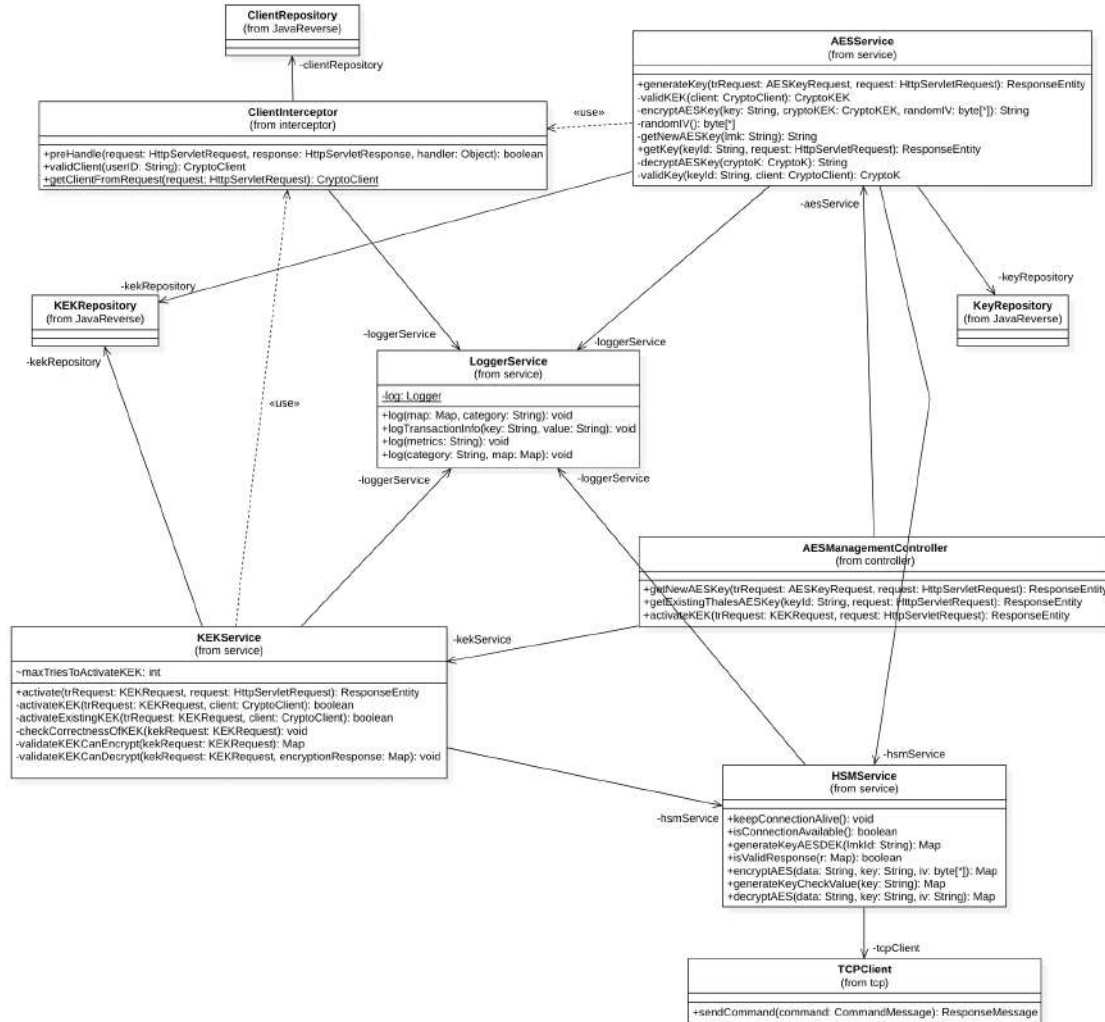 ClientRepository
(from JavaReverse)
-clientRepository
AESService
(from service)
+generateKey(trRequest: AESKeyRequest, request: HttpServletRequest): ResponseEntity
-validKEK(client: CryptoClient): CryptoKEK
-encryptAESKey(key: String, cryptoKEK: CryptoKEK, randomIV: byte[*]): String
-randomIV(): byte[*]
-getNewAESKey(lmk: String): String
+getKey(keyId: String, request: HttpServletRequest): ResponseEntity
-decryptAESKey(cryptoK: CryptoK): String
-validKey(keyId: String, client: CryptoClient): CryptoK
ClientInterceptor
(from interceptor)
+preHandle(request: HttpServletRequest, response: HttpServletResponse, handler: Object): boolean
+validClient(userID: String): CryptoClient
+getClientFromRequest(request: HttpServletRequest): CryptoClient
«use»
-aesService
-kekRepository
-keyRepository
KEKRepository
(from JavaReverse)
KeyRepository
(from JavaReverse)
-kekRepository
-loggerService
-loggerService
LoggerService
(from service)
-log: Logger
+log(map: Map, category: String): void
+logTransactionInfo(key: String, value: String): void
+log(metrics: String): void
+log(category: String, map: Map): void
«use»
-loggerService
-loggerService
AESManagementController
(from controller)
+getNewAESKey(trRequest: AESKeyRequest, request: HttpServletRequest): ResponseEntity
+getExistingThalesAESKey(keyId: String, request: HttpServletRequest): ResponseEntity
+activateKEK(trRequest: KEKRequest, request: HttpServletRequest): ResponseEntity
-kekService
KEKService
(from service)
~maxTriesToActivateKEK: int
+activate(trRequest: KEKRequest, request: HttpServletRequest): ResponseEntity
-activateKEK(trRequest: KEKRequest, client: CryptoClient): boolean
-activateExistingKEK(trRequest: KEKRequest, client: CryptoClient): boolean
-checkCorrectnessOfKEK(kekRequest: KEKRequest): void
-validateKEKCanEncrypt(kekRequest: KEKRequest): Map
-validateKEKCanDecrypt(kekRequest: KEKRequest, encryptionResponse: Map): void
-hsmService
-hsmService
HSMService
(from service)
+keepConnectionAlive(): void
+isConnectionAvailable(): boolean
+generateKeyAESDEK(lmkId: String): Map
+isValidResponse(r: Map): boolean
+encryptAES(data: String, key: String, iv: byte[*]): Map
+generateKeyCheckValue(key: String): Map
+decryptAES(data: String, key: String, iv: String): Map
-tcpClient
TCPClient
(from tcp)
+sendCommand(command: CommandMessage): ResponseMessage